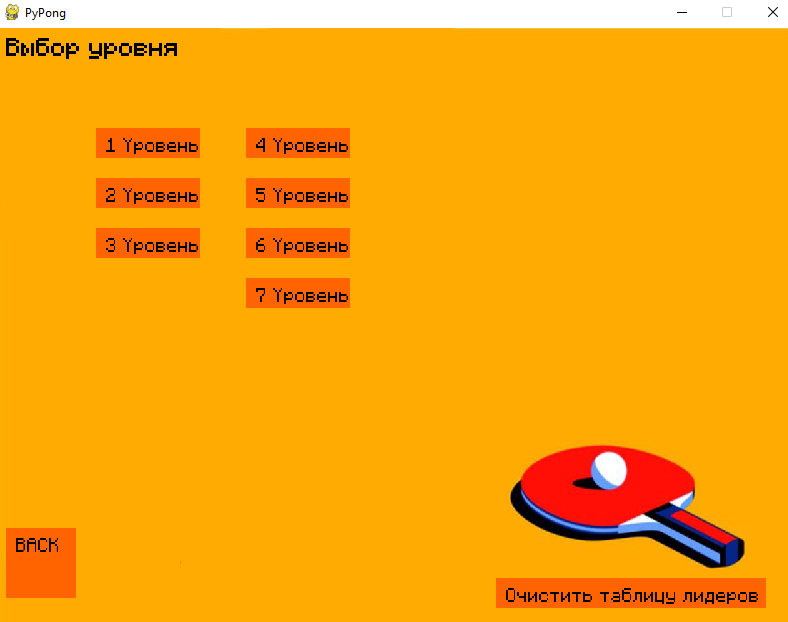 PyPong
Выбор уровня
1 Уровень
2 Уровень
3 Уровень
4 Уровень
5 Уровень
6 Уровень
7 Уровень
BACK
Очистить таблицу лидеров